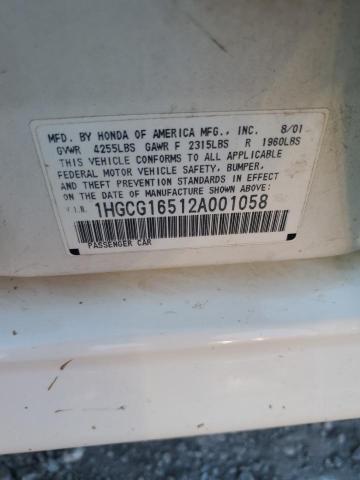 MFD. BY HONDA OF AMERICA MFG., INC. 8/01
GVWR 4255LBS GAWR F 2315LBS R 1960LBS
THIS VEHICLE CONFORMS TO ALL APPLICABLE
FEDERAL MOTOR VEHICLE SAFETY, BUMPER,
AND THEFT PREVENTION STANDARDS IN EFFECT
ON THE DATE OF MANUFACTURE SHOWN ABOVE.
V.I.N. 1HGCG16512A001058
PASSENGER CAR